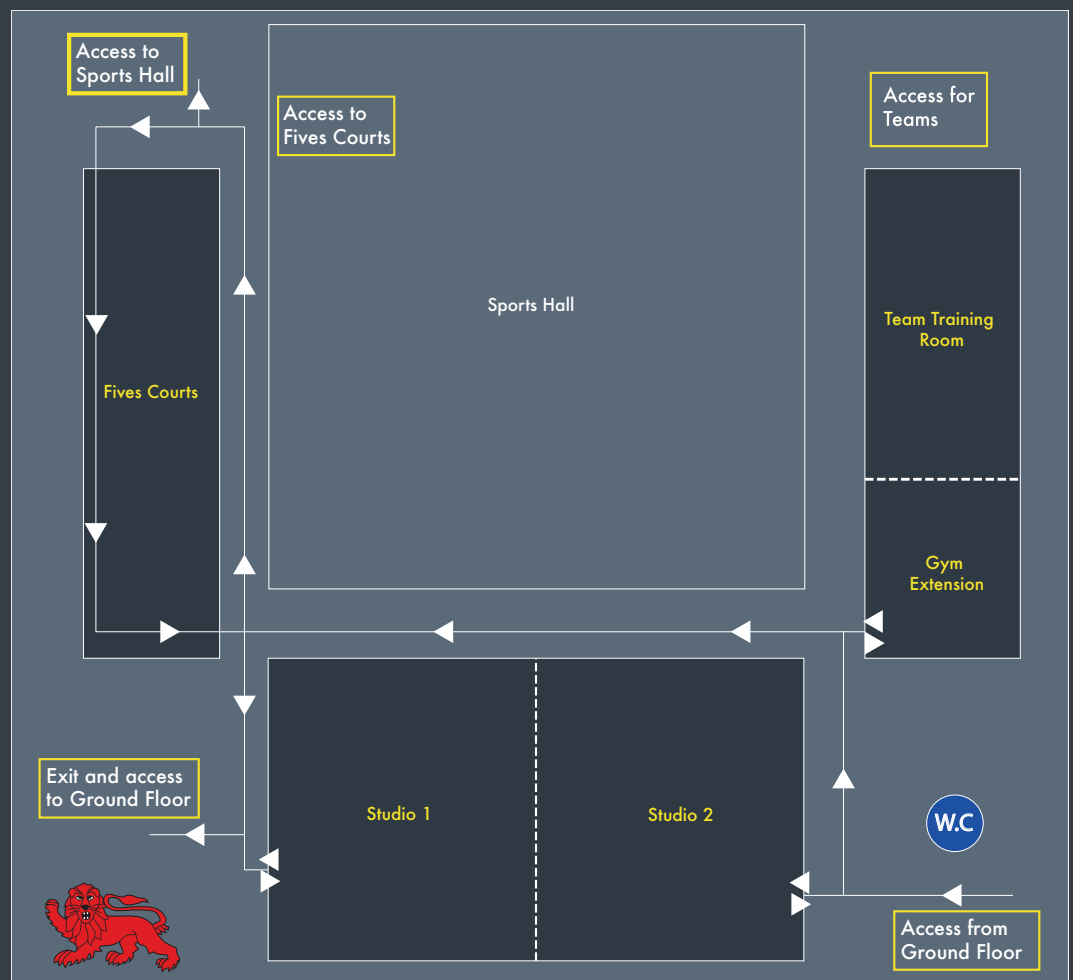 Access to
Sports Hall
Access to
Fives Courts
Access for
Teams
Sports Hall
Team Training
Room
Fives Courts
Gym
Extension
Exit and access
to Ground Floor
Studio 1
Studio 2
W.C
Access from
Ground Floor